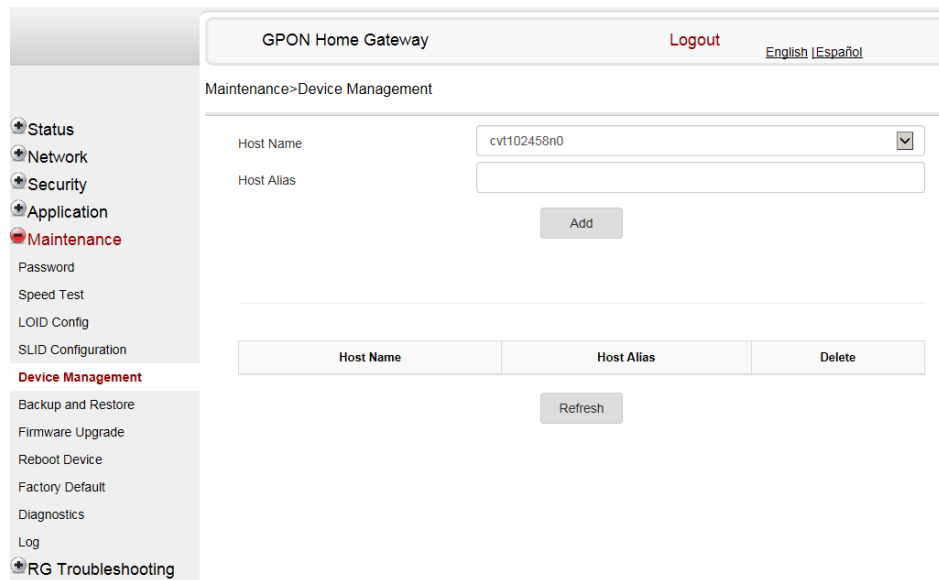 GPON Home Gateway
Logout
English |Español
Maintenance>Device Management
Status
Network
Security
Application
Maintenance
Password
Speed Test
LOID Config
SLID Configuration
Device Management
Backup and Restore
Firmware Upgrade
Reboot Device
Factory Default
Diagnostics
Log
RG Troubleshooting
Host Name cvt102458n0
Host Alias
Add
Host Name Host Alias Delete
Refresh